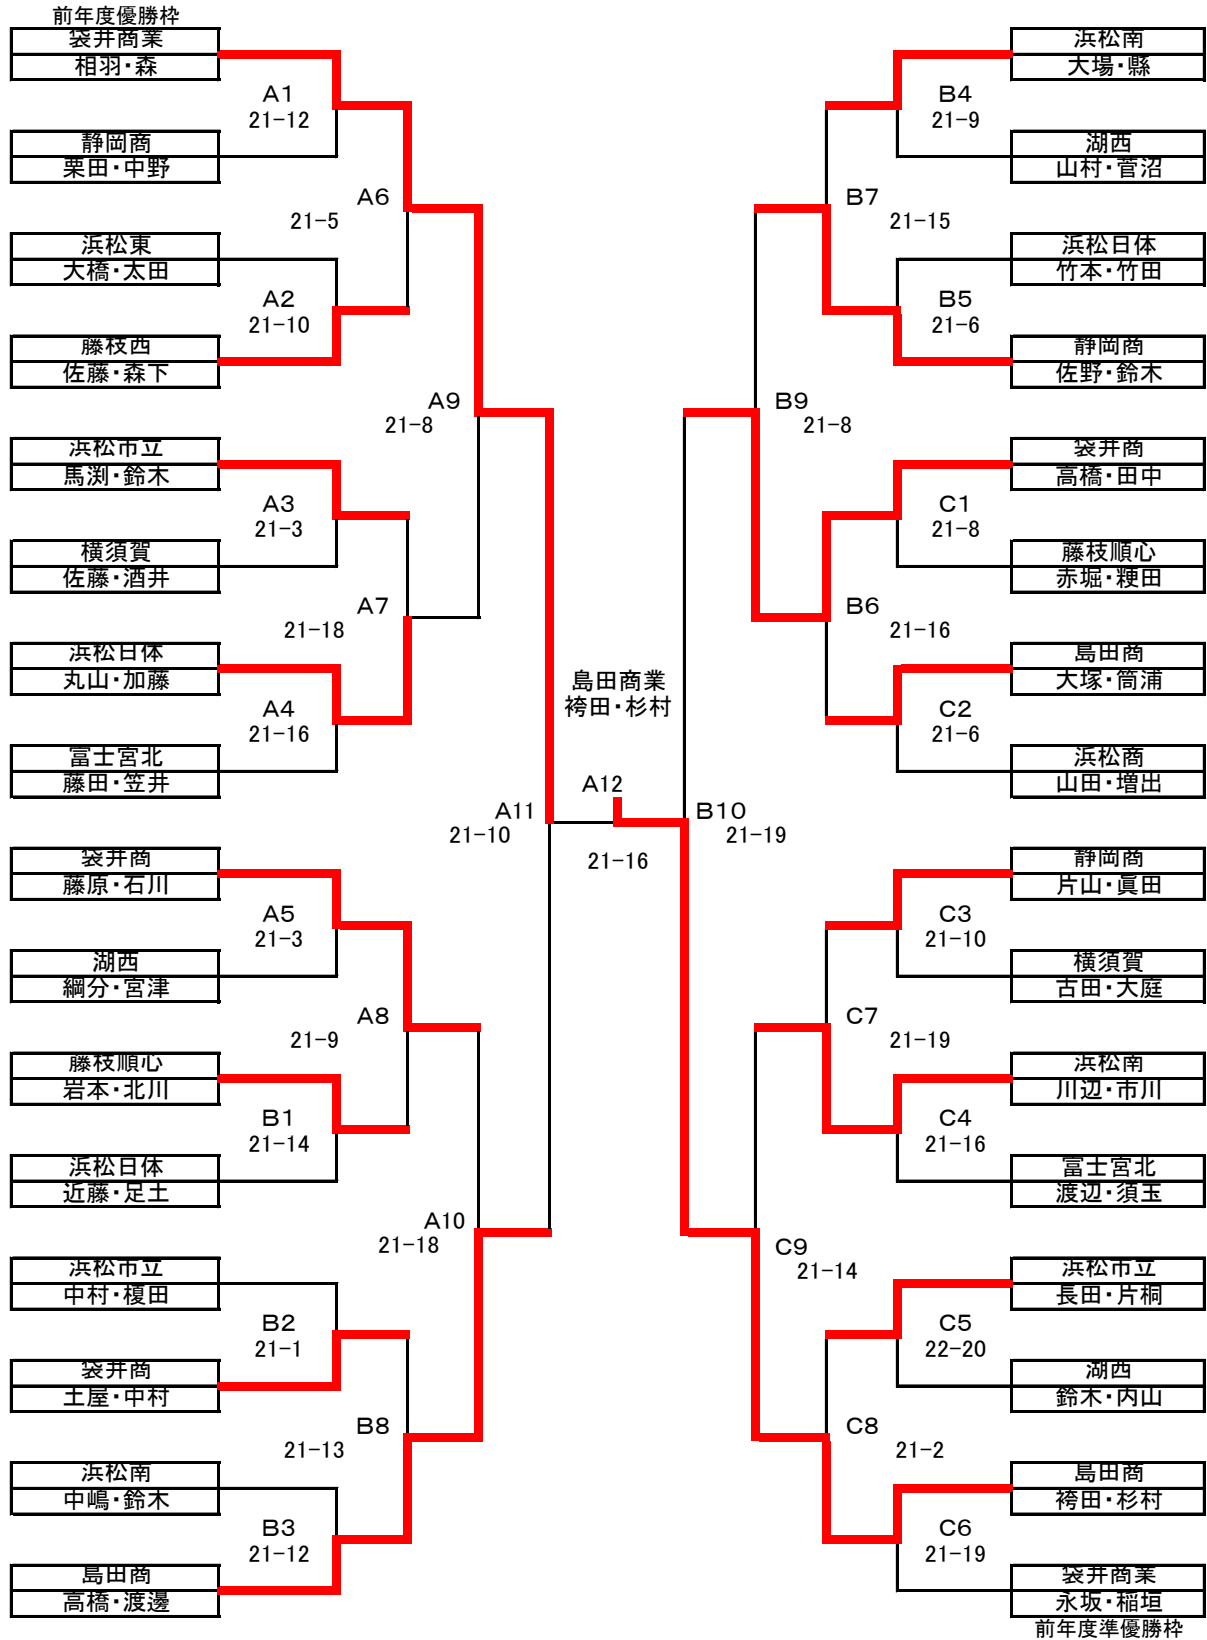 前年度優勝枠
袋井商業
相羽・森
A1
21-12
静岡商
栗田・中野
A6
21-5
浜松東
大橋・太田
A2
21-10
藤枝西
佐藤・森下
A9
21-8
浜松市立
馬渕・鈴木
A3
21-3
横須賀
佐藤・酒井
A7
21-18
浜松日体
丸山・加藤
A4
21-16
富士宮北
藤田・笠井
A11
21-10
袋井商
藤原・石川
A5
21-3
湖西
綱分・宮津
A8
21-9
藤枝順心
岩本・北川
B1
21-14
浜松日体
近藤・足土
A10
21-18
浜松市立
中村・榎田
B2
21-1
袋井商
土屋・中村
B8
21-13
浜松南
中嶋・鈴木
B3
21-12
島田商
高橋・渡邊
島田商業
袴田・杉村
A12
21-16
浜松南
大場・縣
B4
21-9
湖西
山村・菅沼
B7
21-15
浜松日体
竹本・竹田
B5
21-6
静岡商
佐野・鈴木
B9
21-8
袋井商
高橋・田中
C1
21-8
藤枝順心
赤堀・粳田
B6
21-16
島田商
大塚・筒浦
C2
21-6
浜松商
山田・増出
B10
21-19
静岡商
片山・眞田
C3
21-10
横須賀
古田・大庭
C7
21-19
浜松南
川辺・市川
C4
21-16
富士宮北
渡辺・須玉
C9
21-14
浜松市立
長田・片桐
C5
22-20
湖西
鈴木・内山
C8
21-2
島田商
袴田・杉村
C6
21-19
袋井商業
永坂・稲垣
前年度準優勝枠